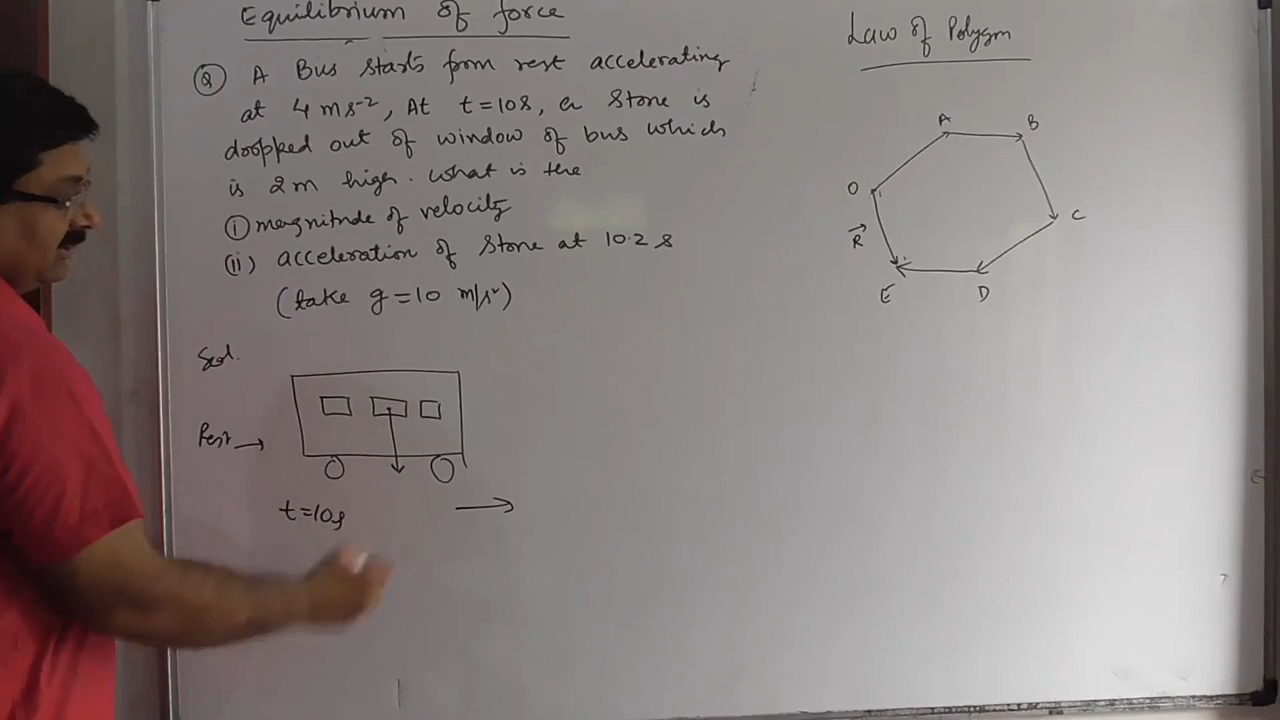 Equilibrium of force
Q A Bus starts from rest accelerating
at 4 ms-2, At t=10s, a stone is
dropped out of window of bus which
is 2m high. what is the
(i) magnitude of velocity
(ii) acceleration of stone at 10.2 s
(take g=10 m/s²)
Sol.
Rest →
t=10s
Law of Polygon
A
B
O
C
R
E
D